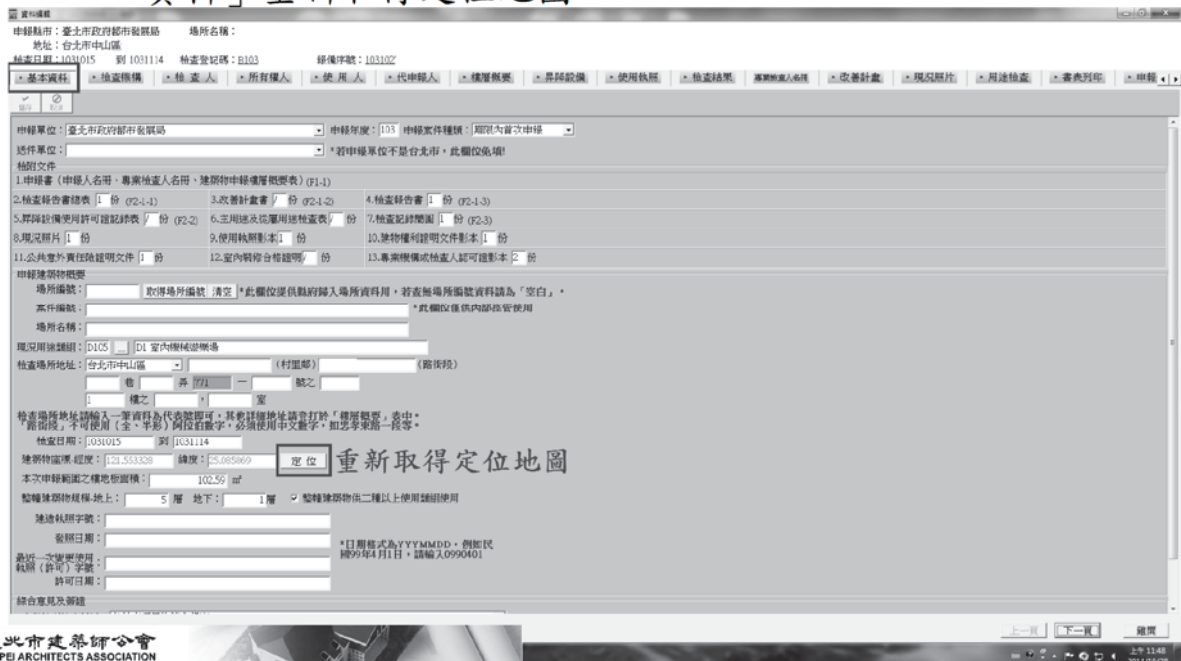 資料」重新取得定位地圖
資料編輯
申報縣市：臺北市政府都市發展局 場所名稱：
地址：台北市中山區
檢查日期：1031015 到 1031114 檢查登記碼：B103 錄備序號：103102
·基本資料 ·檢查機構 ·檢 查 人 ·所有權人 ·使 用 人 ·代申報人 ·樓層概要 ·昇降設備 ·使用執照 ·檢查結果 專業檢查人名冊 ·改善計畫 ·現況照片 ·用途檢查 ·書表列印 ·申報
儲存 取消
申報單位：臺北市政府都市發展局 申報年度：103 申報案件種類：期限內首次申報
送件單位： *若申報單位不是台北市，此欄位免填!
檢附文件
1.申報書（申報人名冊、專業檢查人名冊、建築物申報樓層概要表）(F1-1)
2.檢查報告書總表 1 份 (F2-1-1) 3.改善計畫書 / 份 (F2-1-2) 4.檢查報告書 1 份 (F2-1-3)
5.昇降設備使用許可證記錄表 / 份 (F2-2) 6.主用途及從屬用途檢查表 / 份 7.檢查記錄簡圖 1 份 (F2-3)
8.現況照片 1 份 9.使用執照影本 1 份 10.建物權利證明文件影本 1 份
11.公共意外責任險證明文件 1 份 12.室內裝修合格證明 / 份 13.專業機構或檢查人認可證影本 2 份
申報建築物概要
場所編號： 取得場所編號 清空 *此欄位提供縣府歸入場所資料用，若查無場所編號資料請為「空白」。
案件編號： *此欄位僅供內部控管使用
場所名稱：
現況用途類組：D105 ... D1 室內機械遊樂場
檢查場所地址：台北市中山區 (村里鄰) (路街段)
巷 弄 771 — 號之
1 樓之 , 室
檢查場所地址請輸入一筆資料為代表號即可，其他詳細地址請登打於「樓層概要」表中。
「路街段」不可使用（全、半形）阿拉伯數字，必須使用中文數字，如忠孝東路一段等。
檢查日期：1031015 到 1031114
建築物座標-經度：121.553328 緯度：25.085869 定 位 重新取得定位地圖
本次申報範圍之樓地板面積： 102.59 ㎡
整幢建築物規模-地上： 5 層 地下： 1 層 整幢建築物供二種以上使用類組使用
建造執照字號：
發照日期：
*日期格式為YYYMMDD，例如民
國99年4月1日，請輸入0990401
最近一次變更使用
執照（許可）字號：
許可日期：
綜合意見及簽證
上一頁 下一頁 離開
北市建築師公會
PEI ARCHITECTS ASSOCIATION
上午 11:48